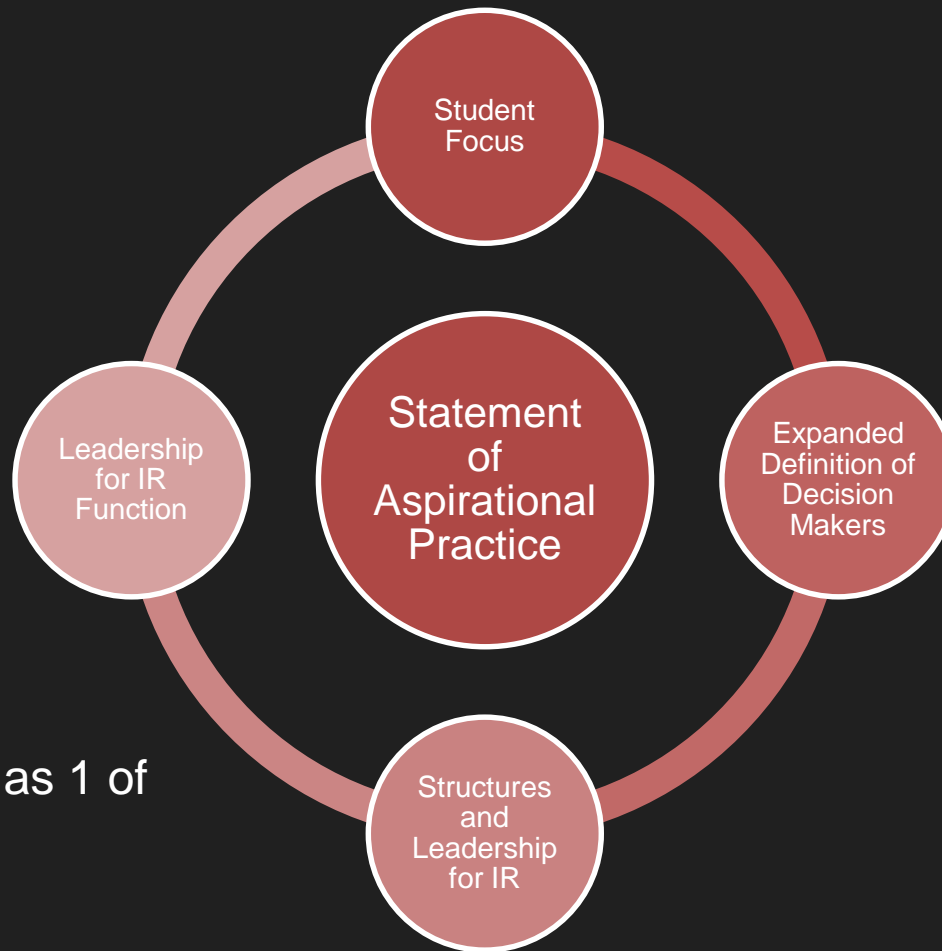 Student
Focus
Statement
of
Aspirational
Practice
Expanded
Definition of
Decision
Makers
Structures
and
Leadership
for IR
Leadership
for IR
Function
as 1 of